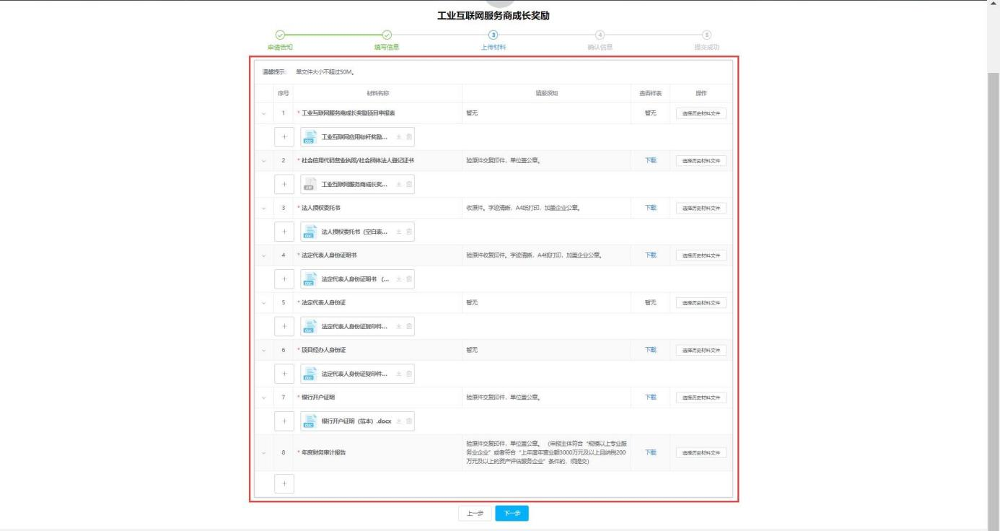 工业互联网服务商成长奖励
3 4 5
申请告知 填写信息 上传材料 确认信息 提交成功
温馨提示: 单文件大小不超过50M。
序号 材料名称 填报须知 查看样表 操作
1 * 工业互联网服务商成长奖励项目申报表 暂无 暂无 选择历史材料文件
+ 工业互联网应用标杆奖励...
2 * 社会信用代码营业执照/社会团体法人登记证书 验原件交复印件，单位盖公章。 下载 选择历史材料文件
+ 工业互联网服务商成长奖...
3 * 法人授权委托书 收原件。字迹清晰，A4纸打印，加盖企业公章。 下载 选择历史材料文件
+ 法人授权委托书（空白表...
4 * 法定代表人身份证明书 验原件收复印件。字迹清晰，A4纸打印，加盖企业公章。 下载 选择历史材料文件
+ 法定代表人身份证明书 （...
5 * 法定代表人身份证 暂无 暂无 选择历史材料文件
+ 法定代表人身份证复印件...
6 * 项目经办人身份证 暂无 下载 选择历史材料文件
+ 法定代表人身份证复印件...
7 * 银行开户证明 验原件交复印件，单位盖公章。 下载 选择历史材料文件
+ 银行开户证明（范本）.docx
8 * 年度财务审计报告 验原件交复印件，单位盖公章。（申报主体符合“规模以上专业服 下载 选择历史材料文件
务业企业”或者符合“上年度年营业额3000万元及以上且纳税200
万元及以上的资产评估服务企业”条件的，须提交）
+
上一步 下一步